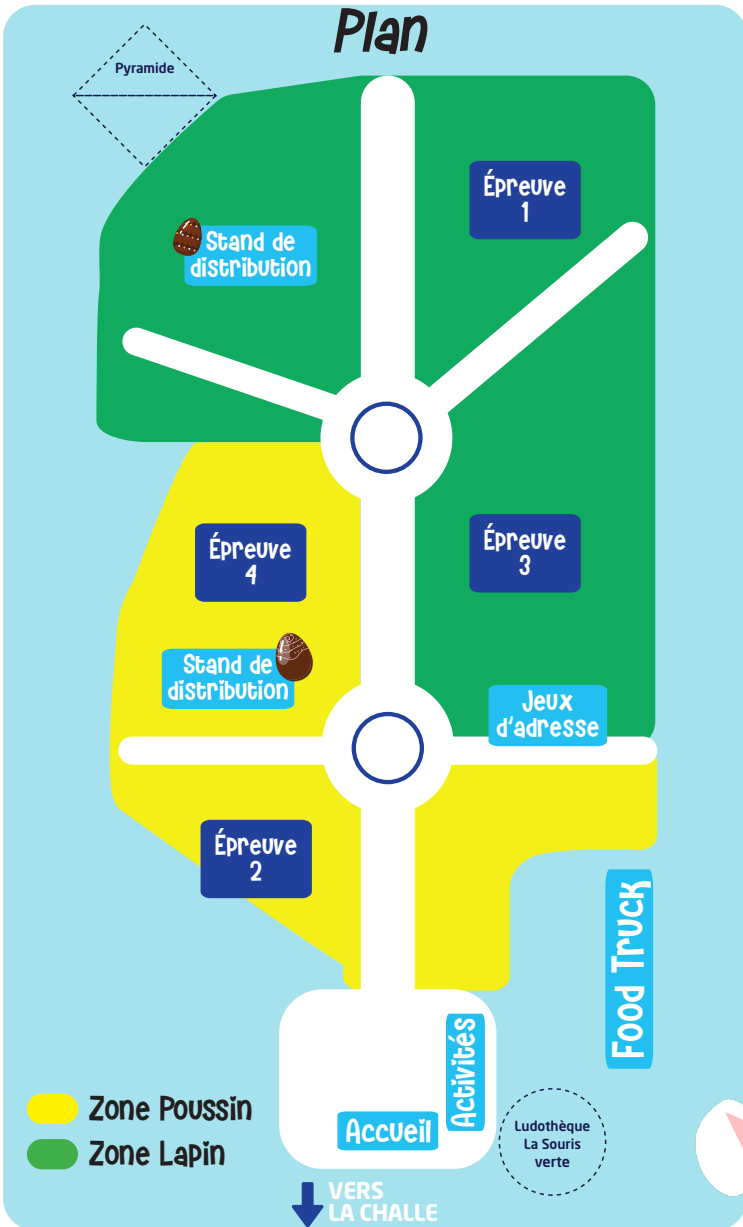 Plan
Pyramide
Épreuve
1
Stand de
distribution
Épreuve
4
Épreuve
3
Stand de
distribution
Jeux
d'adresse
Épreuve
2
Food Truck
Activités
Zone Poussin
Accueil
Ludothèque
La Souris
verte
Zone Lapin
VERS
LA CHALLE